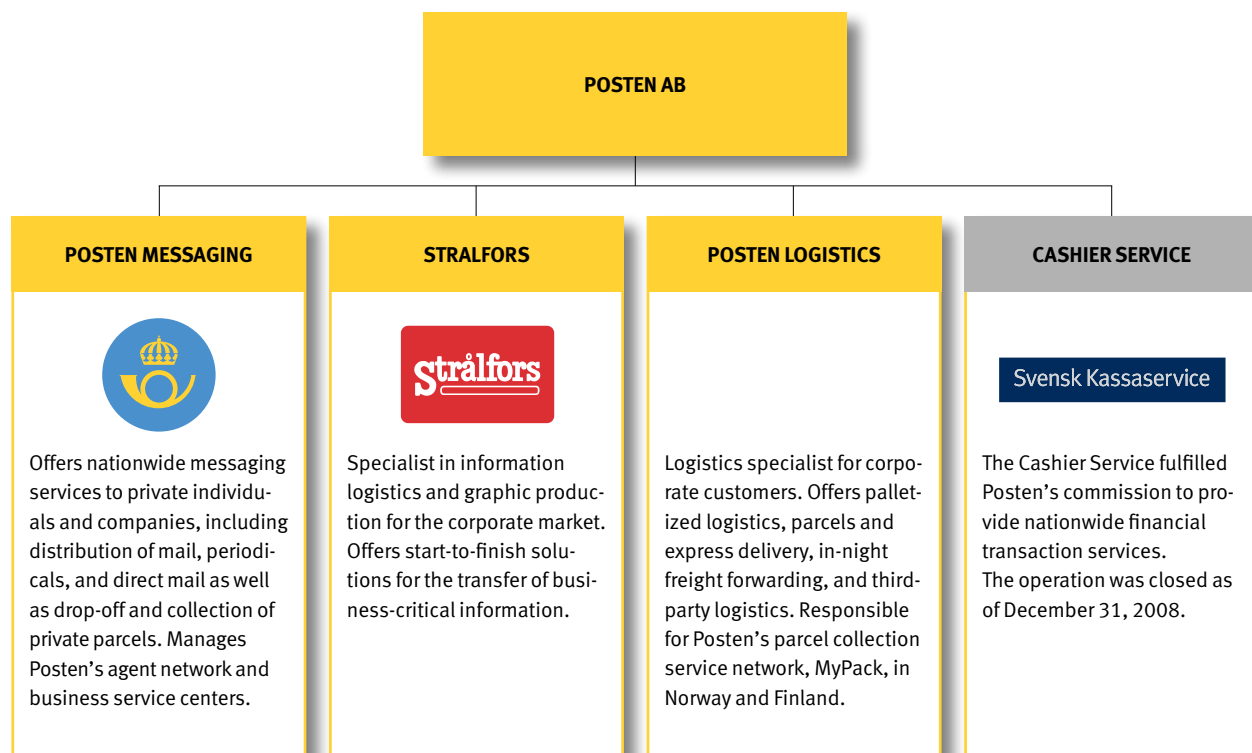 POSTEN AB
POSTEN MESSAGING
Offers nationwide messaging
services to private individu-
als and companies, including
distribution of mail, periodi-
cals, and direct mail as well
as drop-off and collection of
private parcels. Manages
Posten’s agent network and
business service centers.
STRALFORS
Strålfors
Specialist in information
logistics and graphic produc-
tion for the corporate market.
Offers start-to-finish solu-
tions for the transfer of busi-
ness-critical information.
POSTEN LOGISTICS
Logistics specialist for corpo-
rate customers. Offers pallet-
ized logistics, parcels and
express delivery, in-night
freight forwarding, and third-
party logistics. Responsible
for Posten’s parcel collection
service network, MyPack, in
Norway and Finland.
CASHIER SERVICE
Svensk Kassaservice
The Cashier Service fulfilled
Posten’s commission to pro-
vide nationwide financial
transaction services.
The operation was closed as
of December 31, 2008.